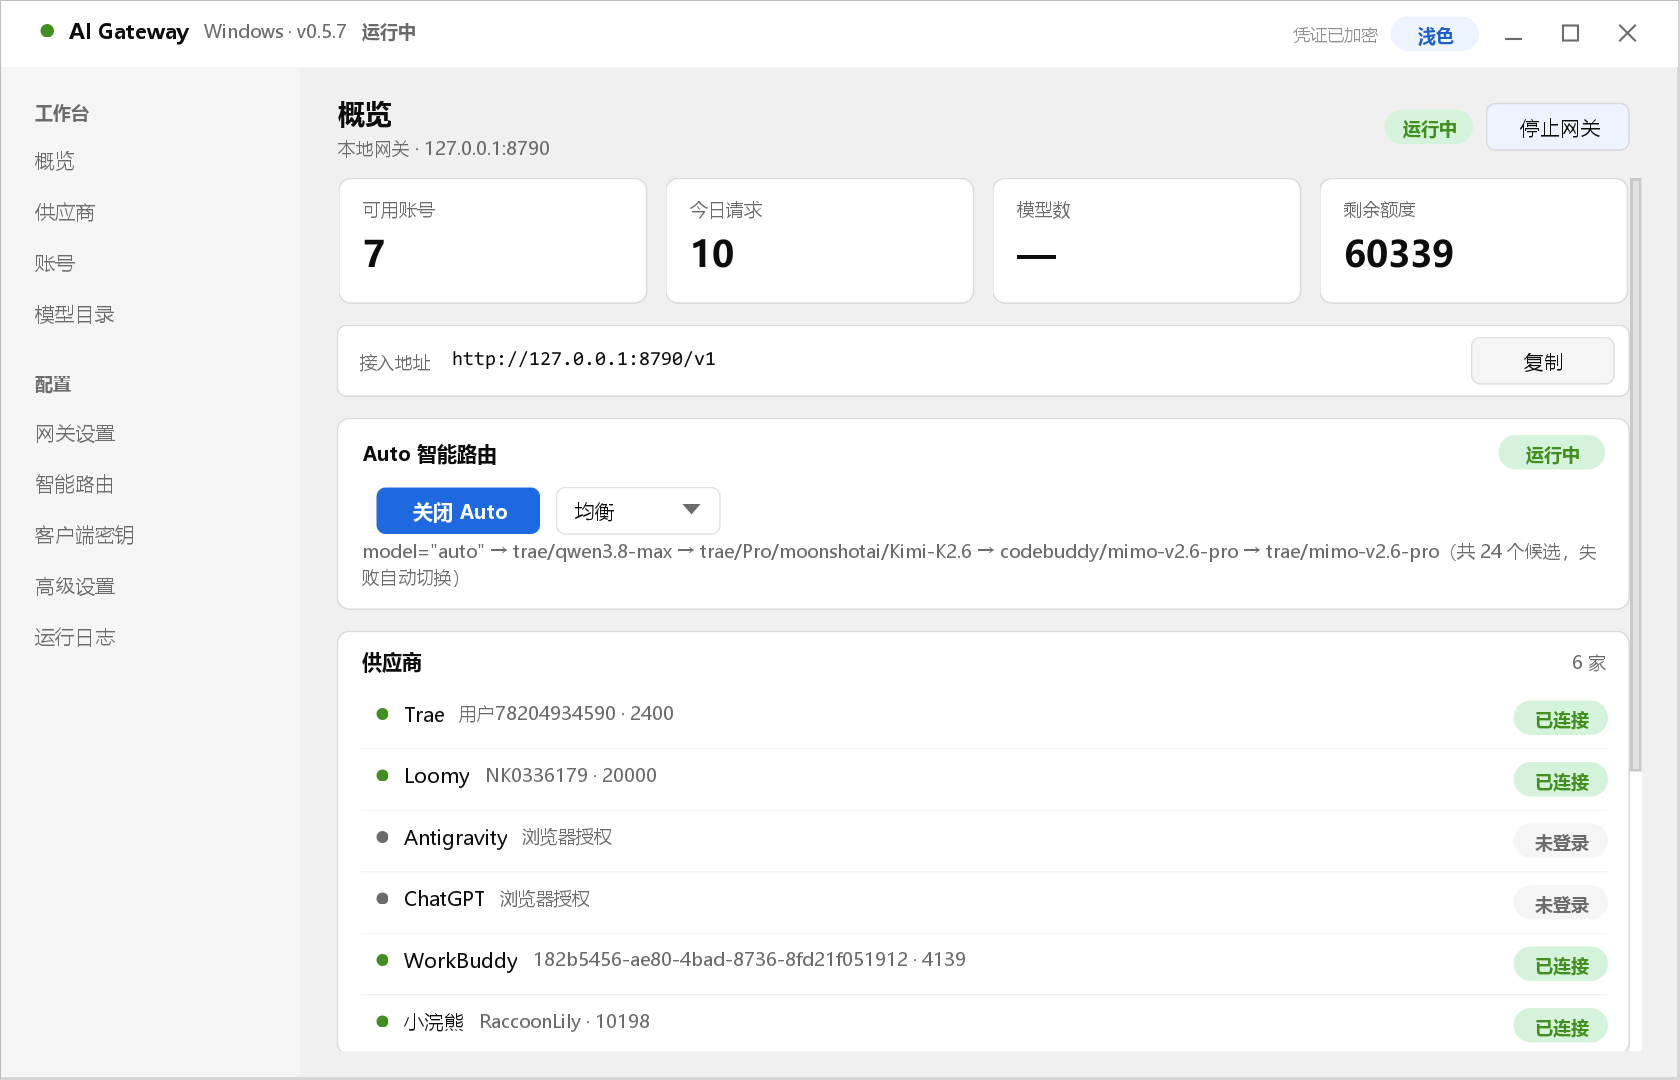 AI Gateway Windows · v0.5.7 运行中
凭证已加密 浅色
工作台
概览
供应商
账号
模型目录
配置
网关设置
智能路由
客户端密钥
高级设置
运行日志
概览
本地网关 · 127.0.0.1:8790
运行中 停止网关
可用账号
7
今日请求
10
模型数
—
剩余额度
60339
接入地址 http://127.0.0.1:8790/v1 复制
Auto 智能路由 运行中
关闭 Auto 均衡
model="auto" → trae/qwen3.8-max → trae/Pro/moonshotai/Kimi-K2.6 → codebuddy/mimo-v2.6-pro → trae/mimo-v2.6-pro（共 24 个候选，失
败自动切换）
供应商 6 家
Trae 用户78204934590 · 2400 已连接
Loomy NK0336179 · 20000 已连接
Antigravity 浏览器授权 未登录
ChatGPT 浏览器授权 未登录
WorkBuddy 182b5456-ae80-4bad-8736-8fd21f051912 · 4139 已连接
小浣熊 RaccoonLily · 10198 已连接